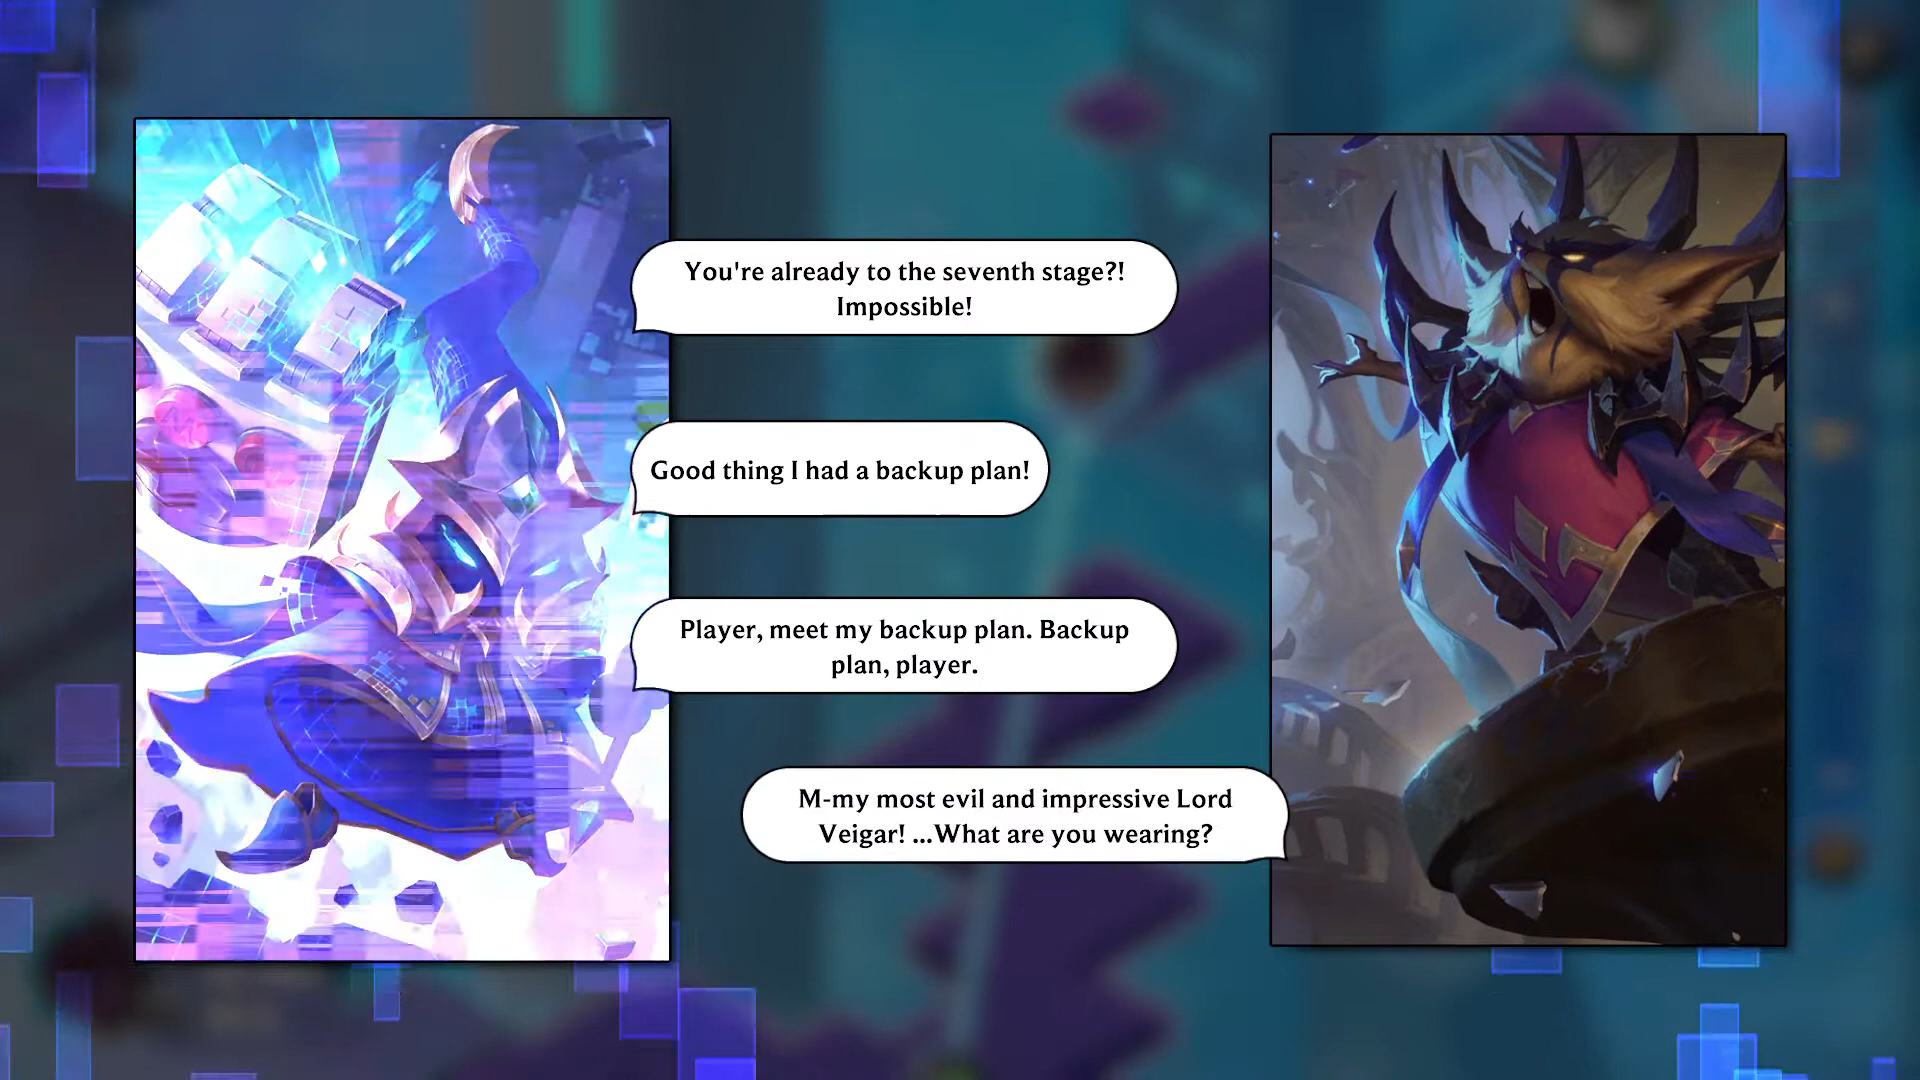 You're already to the seventh stage?!
Impossible!
Good thing I had a backup plan!
Player, meet my backup plan. Backup
plan, player.
M-my most evil and impressive Lord
Veigar! ...What are you wearing?